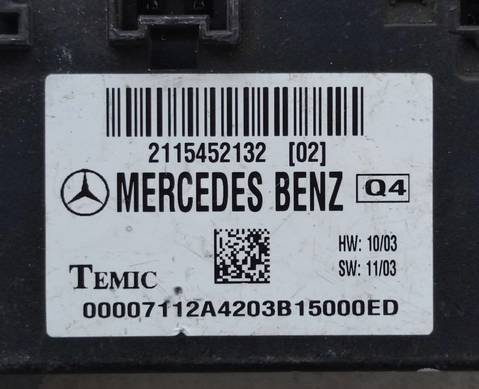 2115452132 [02]
MERCEDES BENZ Q4
HW: 10/03
SW: 11/03
TEMIC
00007112A4203B15000ED